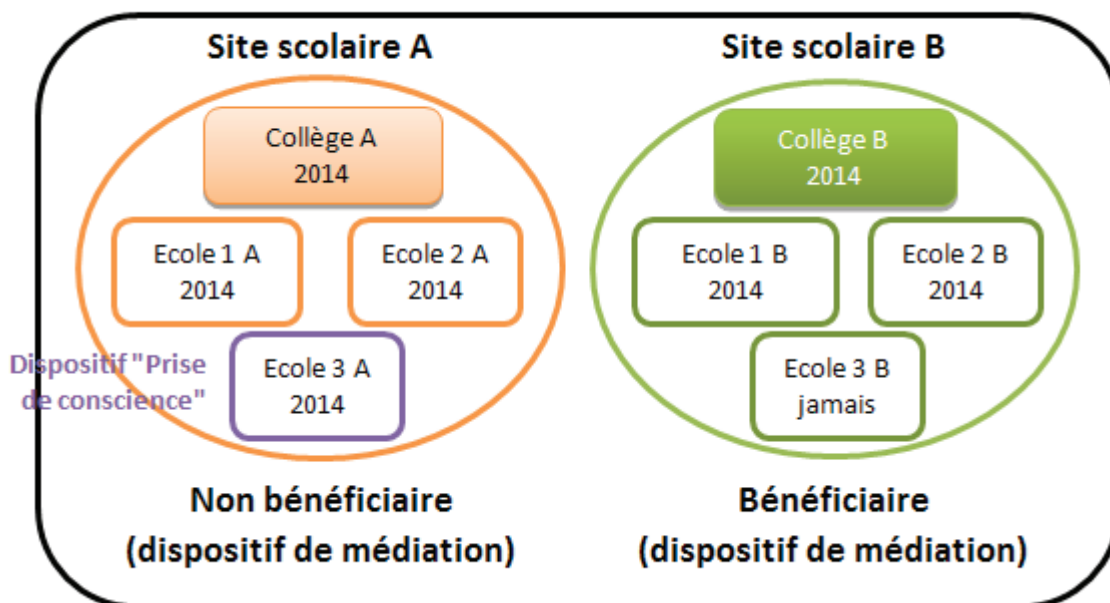 Site scolaire A
Site scolaire B
Collège A
2014
Collège B
2014
Ecole 1 A
2014
Ecole 2 A
2014
Ecole 1 B
2014
Ecole 2 B
2014
Dispositif "Prise
de conscience"
Ecole 3 A
2014
Ecole 3 B
jamais
Non bénéficiaire
(dispositif de médiation)
Bénéficiaire
(dispositif de médiation)